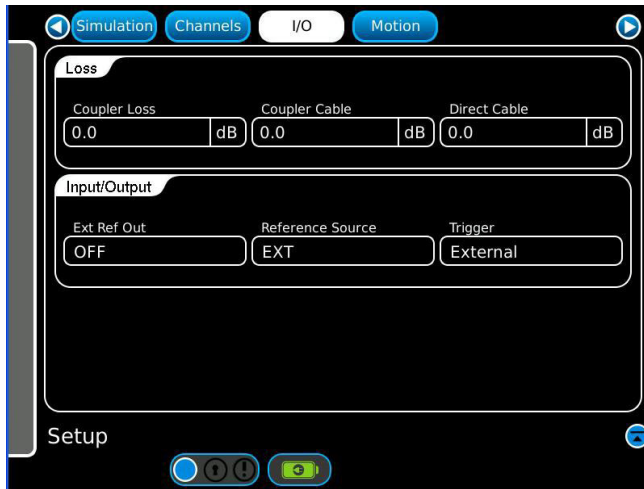 Simulation Channels I/O Motion
Loss
Coupler Loss Coupler Cable Direct Cable
0.0 dB 0.0 dB 0.0 dB
Input/Output
Ext Ref Out Reference Source Trigger
OFF EXT External
Setup